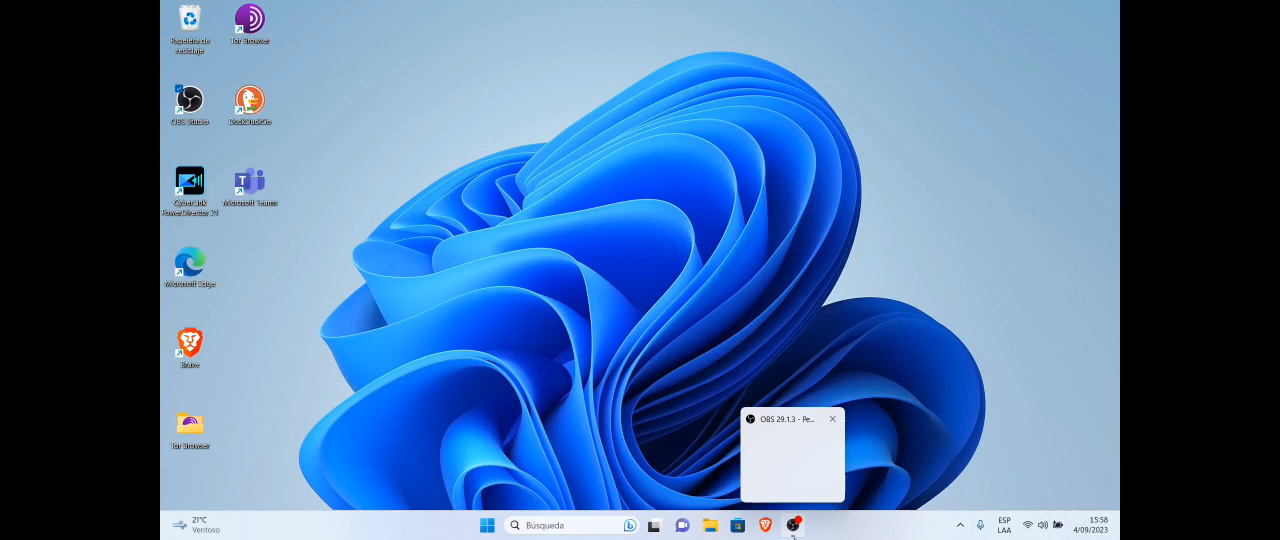 Papelera de
reciclaje
Tor Browser
OBS Studio
DuckDuckGo
CyberLink
PowerDirector 21
Microsoft Teams
Microsoft Edge
Brave
Tor Browser
OBS 29.1.3 - Pe...
21°C
Ventoso
Búsqueda
ESP
LAA
15:58
4/09/2023